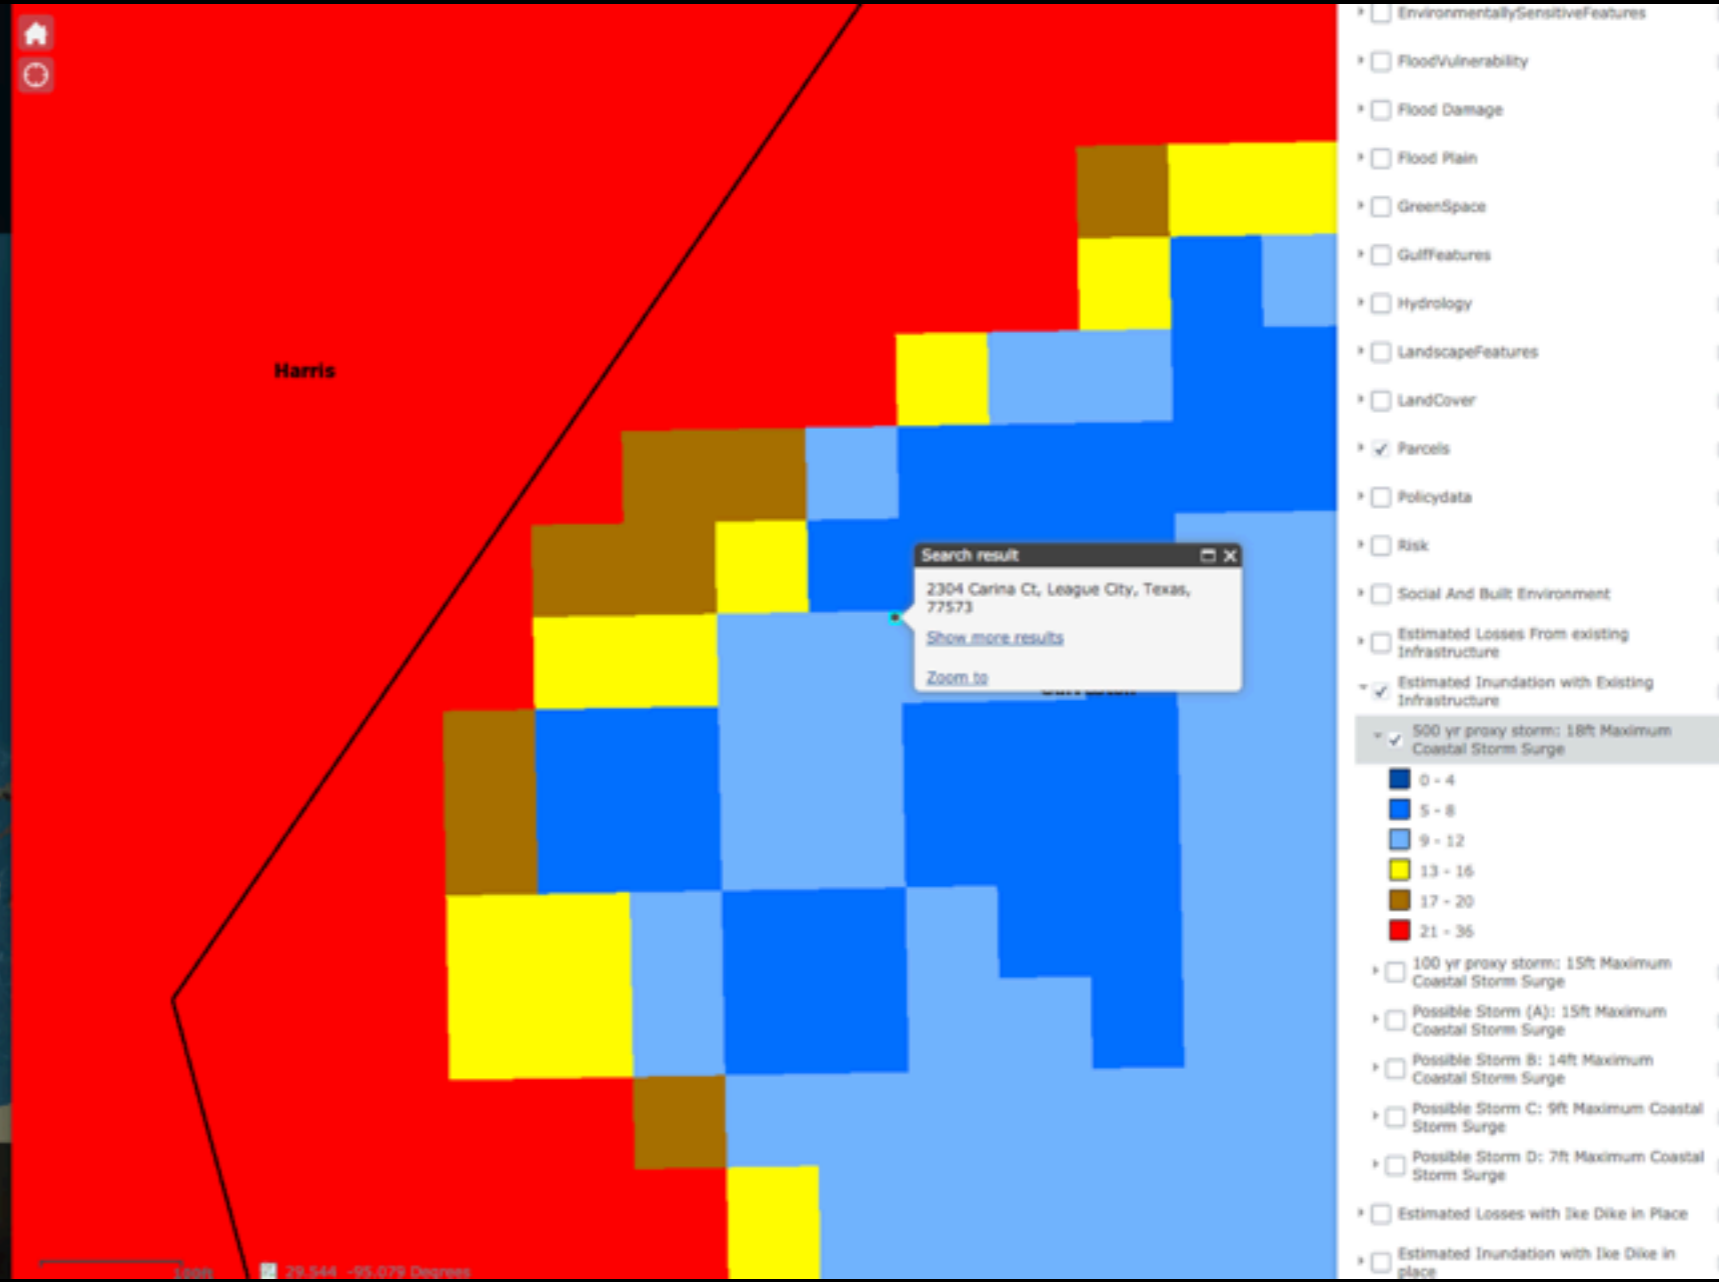 Harris
Search result
2304 Carina Ct, League City, Texas,
77573
Show more results
Zoom to
100ft
29.544 -95.079 Degrees
EnvironmentallySensitiveFeatures
FloodVulnerability
Flood Damage
Flood Plain
GreenSpace
GulfFeatures
Hydrology
LandscapeFeatures
LandCover
Parcels
Policydata
Risk
Social And Built Environment
Estimated Losses From existing
Infrastructure
Estimated Inundation with Existing
Infrastructure
500 yr proxy storm: 18ft Maximum
Coastal Storm Surge
0 - 4
5 - 8
9 - 12
13 - 16
17 - 20
21 - 36
100 yr proxy storm: 15ft Maximum
Coastal Storm Surge
Possible Storm (A): 15ft Maximum
Coastal Storm Surge
Possible Storm B: 14ft Maximum
Coastal Storm Surge
Possible Storm C: 9ft Maximum Coastal
Storm Surge
Possible Storm D: 7ft Maximum Coastal
Storm Surge
Estimated Losses with Ike Dike in Place
Estimated Inundation with Ike Dike in
place